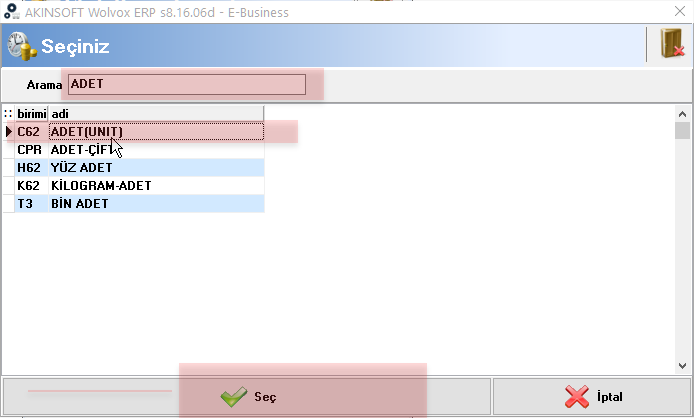 AKINSOFT Wolvox ERP s8.16.06d - E-Business
Seçiniz
Arama ADET
birimi adi
C62 ADET(UNIT)
CPR ADET-ÇİFT
H62 YÜZ ADET
K62 KİLOGRAM-ADET
T3 BİN ADET
Seç İptal